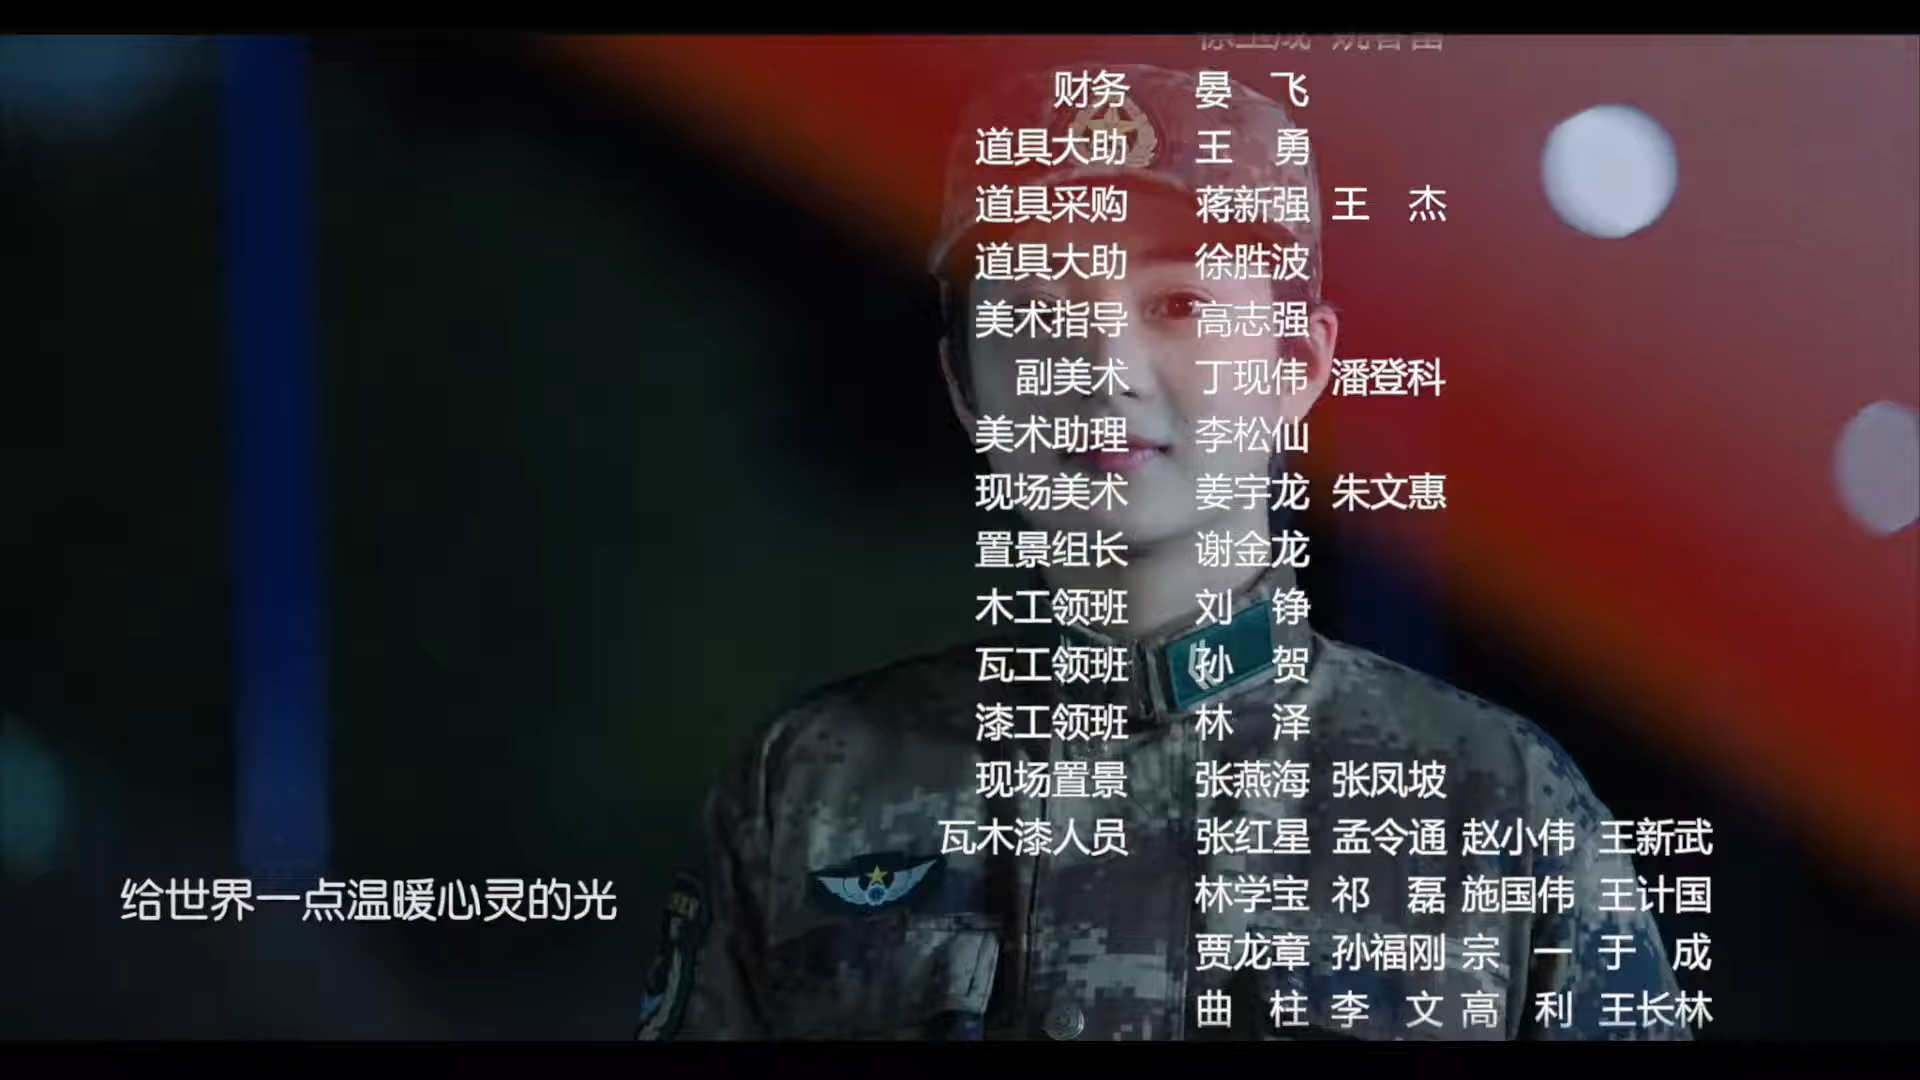 财务 晏 飞
道具大助 王 勇
道具采购 蒋新强 王 杰
道具大助 徐胜波
美术指导 高志强
副美术 丁现伟 潘登科
美术助理 李松仙
现场美术 姜宇龙 朱文惠
置景组长 谢金龙
木工领班 刘 铮
瓦工领班 孙 贺
漆工领班 林 泽
现场置景 张燕海 张凤坡
瓦木漆人员 张红星 孟令通 赵小伟 王新武
林学宝 祁 磊 施国伟 王计国
贾龙章 孙福刚 宗 一 于 成
曲 柱 李 文 高 利 王长林
给世界一点温暖心灵的光